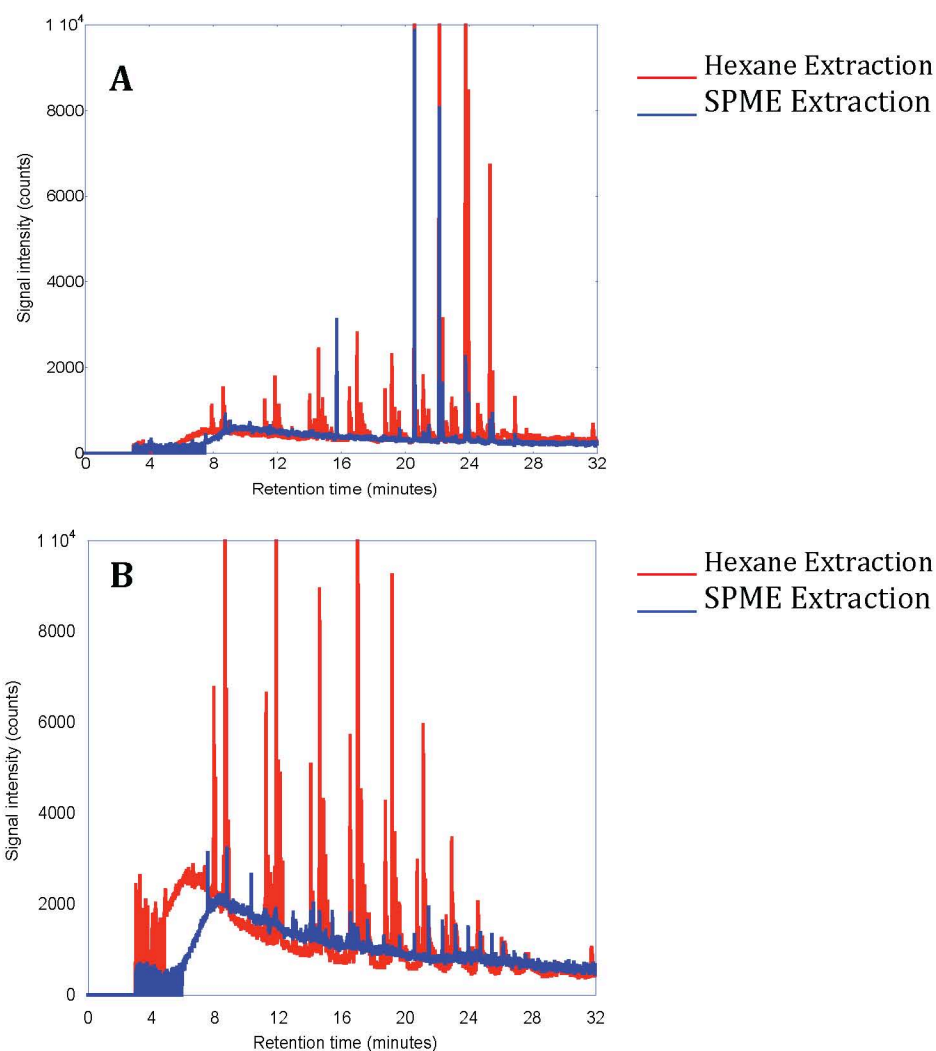 1 10⁴
A
Hexane Extraction
SPME Extraction
8000
6000
4000
2000
0
Signal intensity (counts)
0 4 8 12 16 20 24 28 32
Retention time (minutes)
1 10⁴
B
Hexane Extraction
SPME Extraction
8000
6000
4000
2000
0
Signal intensity (counts)
0 4 8 12 16 20 24 28 32
Retention time (minutes)